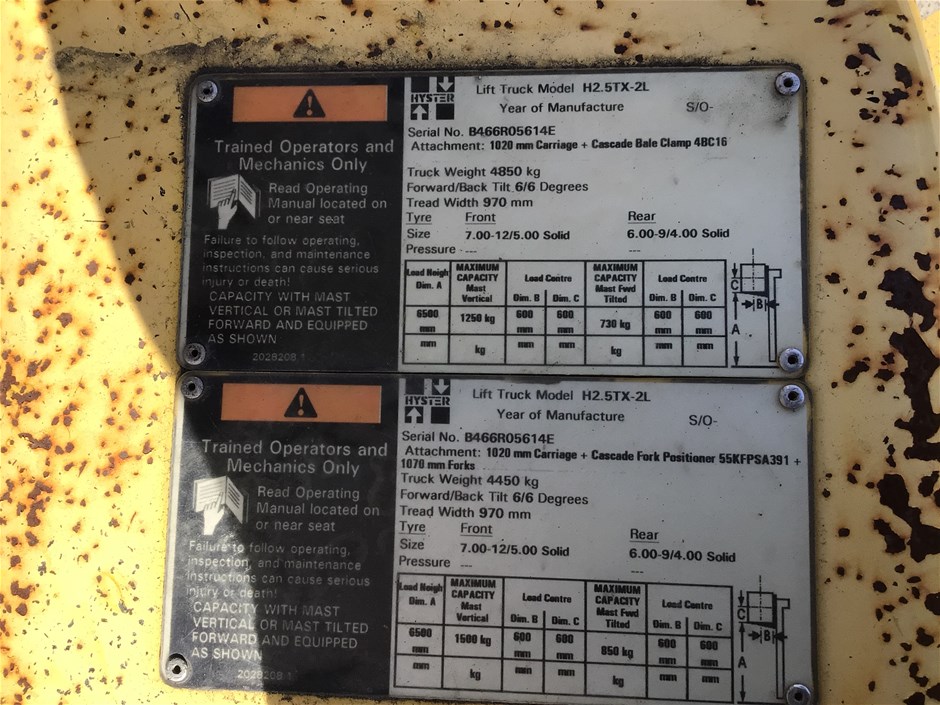 HYSTER
Lift Truck Model H2.5TX-2L
Year of Manufacture S/O-
Serial No. B466R05614E
Attachment: 1020 mm Carriage + Cascade Bale Clamp 4BC16
Truck Weight 4850 kg
Forward/Back Tilt 6/6 Degrees
Tread Width 970 mm
Tyre Front Rear
Size 7.00-12/5.00 Solid 6.00-9/4.00 Solid
Pressure - --- ---
Trained Operators and
Mechanics Only
Read Operating
Manual located on
or near seat
Failure to follow operating,
inspection, and maintenance
instructions can cause serious
injury or death!
CAPACITY WITH MAST
VERTICAL OR MAST TILTED
FORWARD AND EQUIPPED
AS SHOWN
2028208 1
Load Heigh MAXIMUM Load Centre MAXIMUM Load Centre
Dim. A CAPACITY CAPACITY
Mast Mast Fwd
Vertical Dim. B Dim. C Tilted Dim. B Dim. C
6500 1250 kg 600 600 730 kg 600 600
mm mm mm mm mm
mm kg mm mm kg mm mm
C
B
A
HYSTER
Lift Truck Model H2.5TX-2L
Year of Manufacture S/O-
Serial No. B466R05614E
Attachment: 1020 mm Carriage + Cascade Fork Positioner 55KFPSA391 +
1070 mm Forks
Truck Weight 4450 kg
Forward/Back Tilt 6/6 Degrees
Tread Width 970 mm
Tyre Front Rear
Size 7.00-12/5.00 Solid 6.00-9/4.00 Solid
Pressure --- ---
Trained Operators and
Mechanics Only
Read Operating
Manual located on
or near seat
Failure to follow operating,
inspection, and maintenance
instructions can cause serious
injury or death!
CAPACITY WITH MAST
VERTICAL OR MAST TILTED
FORWARD AND EQUIPPED
AS SHOWN
2028208 1
Load Heigh MAXIMUM Load Centre MAXIMUM Load Centre
Dim. A CAPACITY CAPACITY
Mast Mast Fwd
Vertical Dim. B Dim. C Tilted Dim. B Dim. C
6500 1500 kg 600 600 850 kg 600 600
mm mm mm mm mm
mm kg mm mm kg mm mm
C
B
A